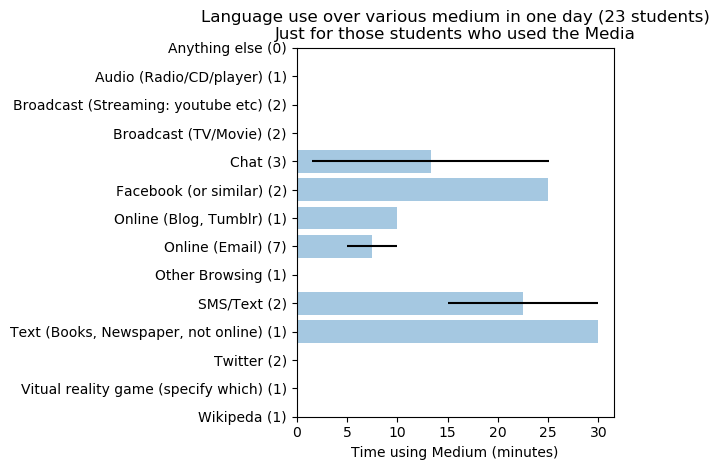 Language use over various medium in one day (23 students)
Just for those students who used the Media
Anything else (0)
Audio (Radio/CD/player) (1)
Broadcast (Streaming: youtube etc) (2)
Broadcast (TV/Movie) (2)
Chat (3)
Facebook (or similar) (2)
Online (Blog, Tumblr) (1)
Online (Email) (7)
Other Browsing (1)
SMS/Text (2)
Text (Books, Newspaper, not online) (1)
Twitter (2)
Vitual reality game (specify which) (1)
Wikipeda (1)
0 5 10 15 20 25 30
Time using Medium (minutes)